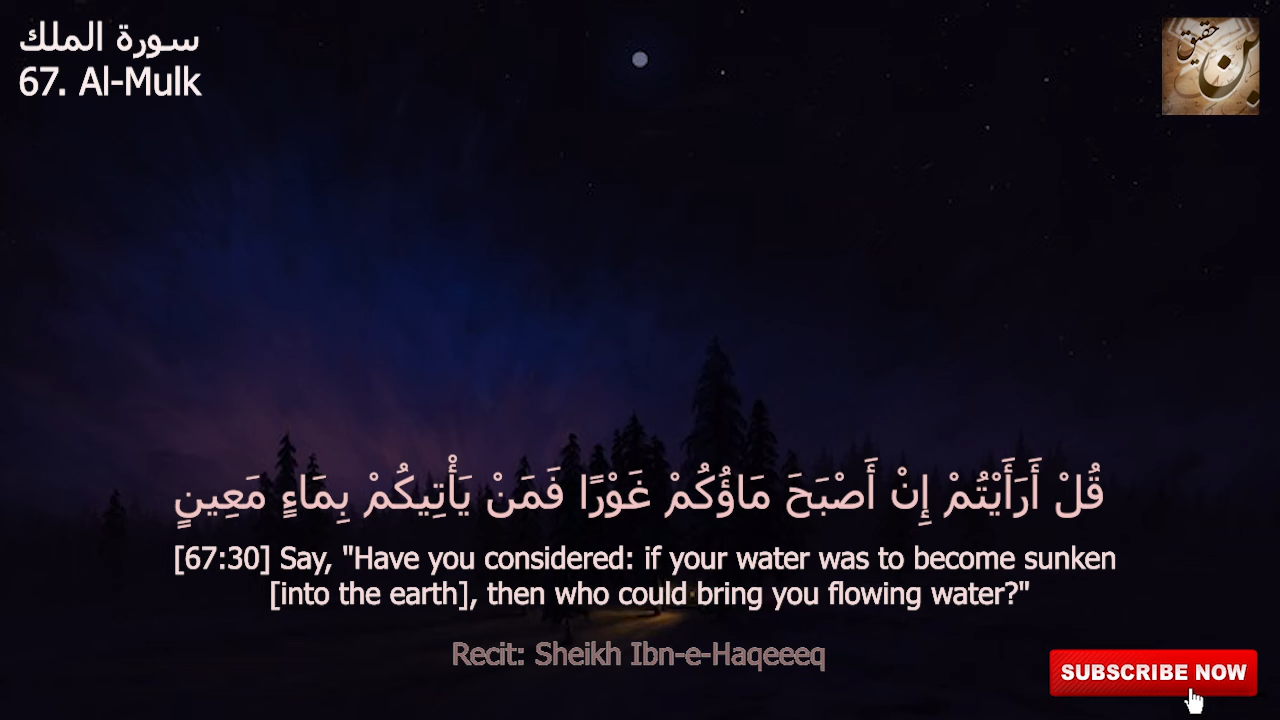 سورة الملك
67. Al-Mulk
قُلْ أَرَأَيْتُمْ إِنْ أَصْبَحَ مَاؤُكُمْ غَوْرًا فَمَنْ يَأْتِيكُمْ بِمَاءٍ مَعِينٍ
[67:30] Say, "Have you considered: if your water was to become sunken
[into the earth], then who could bring you flowing water?"
Recit: Sheikh Ibn-e-Haqeeeq
SUBSCRIBE NOW